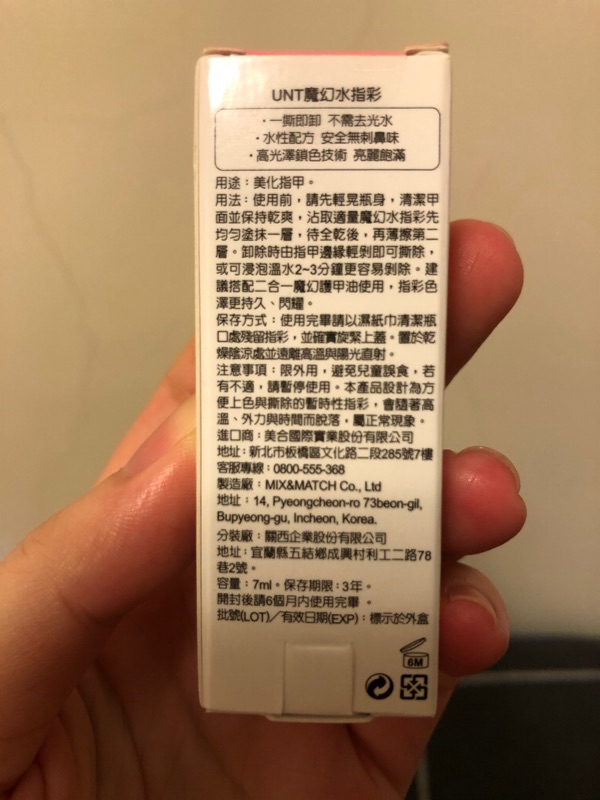 UNT魔幻水指彩
·一撕即卸 不需去光水
·水性配方 安全無刺鼻味
·高光澤鎖色技術 亮麗飽滿
用途：美化指甲。
用法：使用前，請先輕晃瓶身，清潔甲
面並保持乾爽，沾取適量魔幻水指彩先
均勻塗抹一層，待全乾後，再薄擦第二
層。卸除時由指甲邊緣輕剝即可撕除，
或可浸泡溫水2~3分鐘更容易剝除。建
議搭配二合一魔幻護甲油使用，指彩色
澤更持久、閃耀。
保存方式：使用完畢請以濕紙巾清潔瓶
口處殘留指彩，並確實旋緊上蓋。置於乾
燥陰涼處並遠離高溫與陽光直射。
注意事項：限外用，避免兒童誤食，若
有不適，請暫停使用。本產品設計為方
便上色與撕除的暫時性指彩，會隨著高
溫、外力與時間而脫落，屬正常現象。
進口商：美合國際實業股份有限公司
地址：新北市板橋區文化路二段285號7樓
客服專線：0800-555-368
製造廠：MIX&MATCH Co., Ltd
地址：14, Pyeongcheon-ro 73beon-gil,
Bupyeong-gu, Incheon, Korea.
分裝廠：關西企業股份有限公司
地址：宜蘭縣五結鄉成興村利工二路78
巷2號。
容量：7ml。保存期限：3年。
開封後請6個月內使用完畢。
批號(LOT)／有效日期(EXP)：標示於外盒
6M